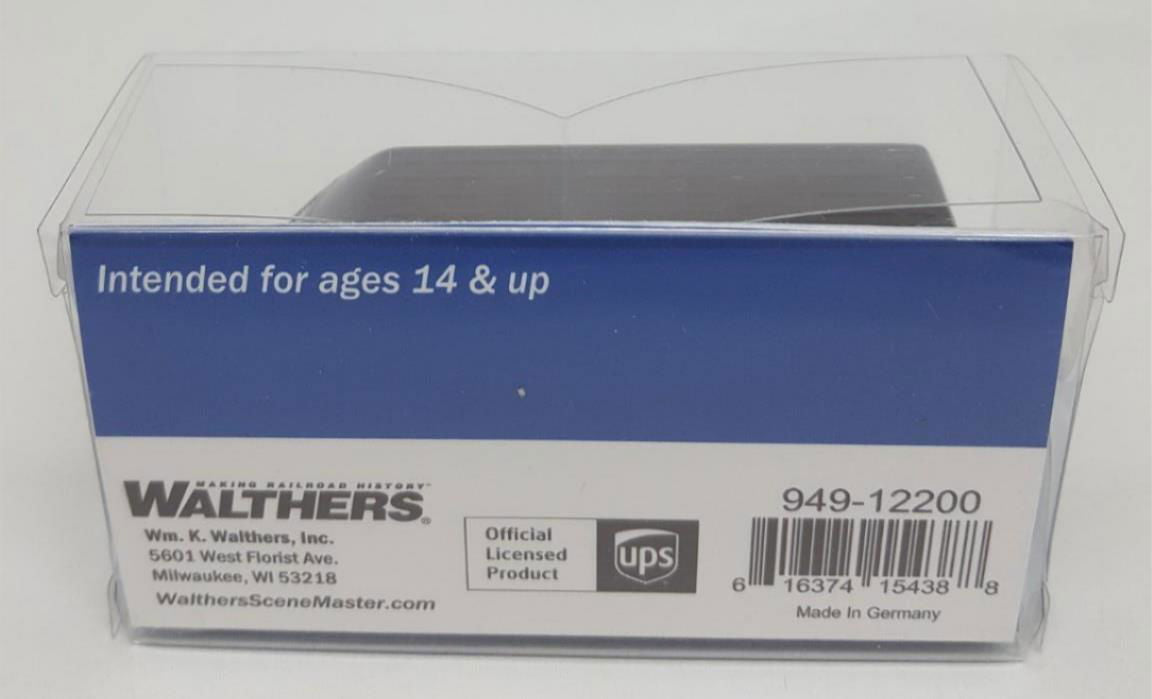 Intended for ages 14 & up
MAKING RAILROAD HISTORY™
WALTHERS®
Wm. K. Walthers, Inc.
5601 West Florist Ave.
Milwaukee, WI 53218
WalthersSceneMaster.com
Official
Licensed
Product
ups
949-12200
6 16374 15438 8
Made In Germany